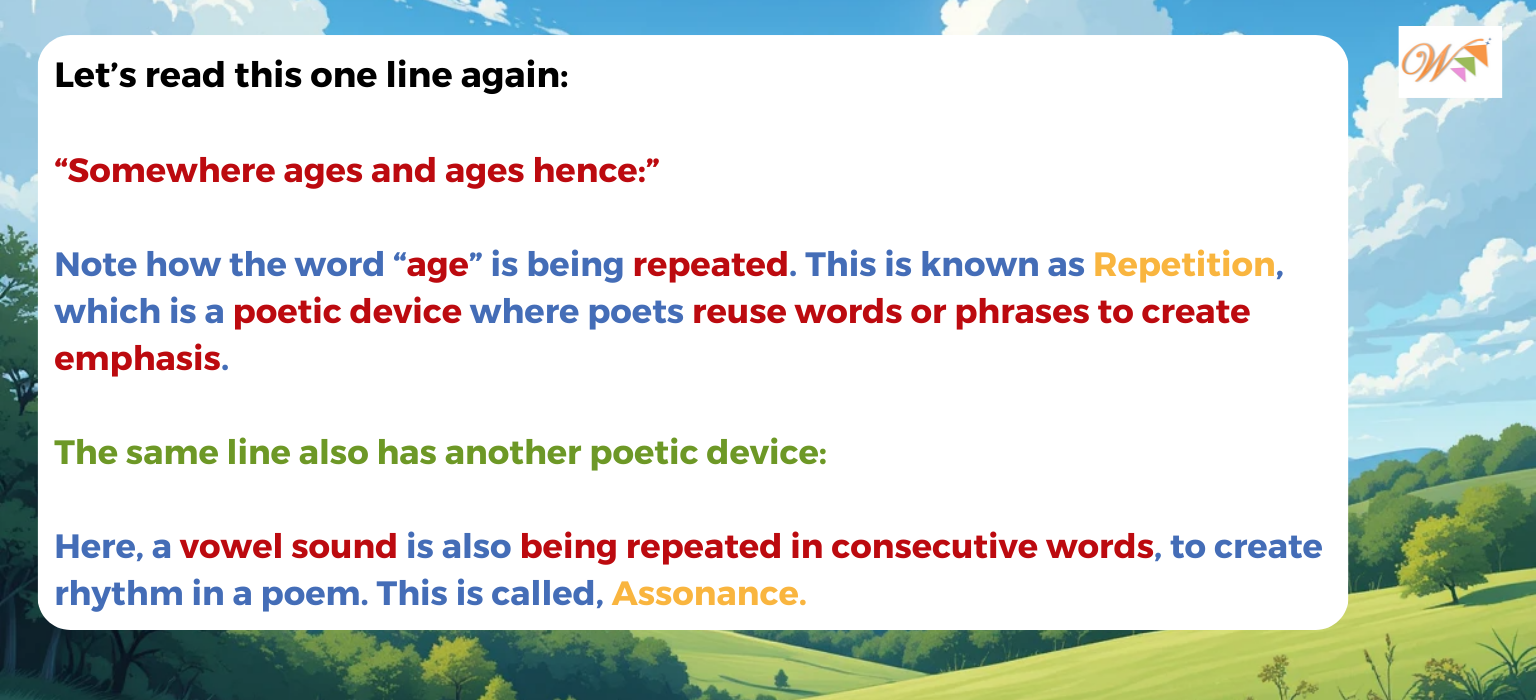 Let’s read this one line again:
“Somewhere ages and ages hence:”
Note how the word “age” is being repeated. This is known as Repetition,
which is a poetic device where poets reuse words or phrases to create
emphasis.
The same line also has another poetic device:
Here, a vowel sound is also being repeated in consecutive words, to create
rhythm in a poem. This is called, Assonance.
W